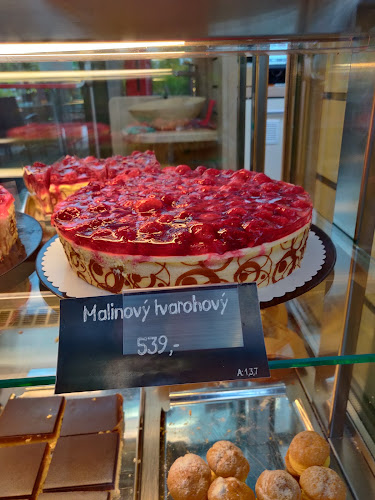 Malinový tvarohový
539,-
A: 1,3,7